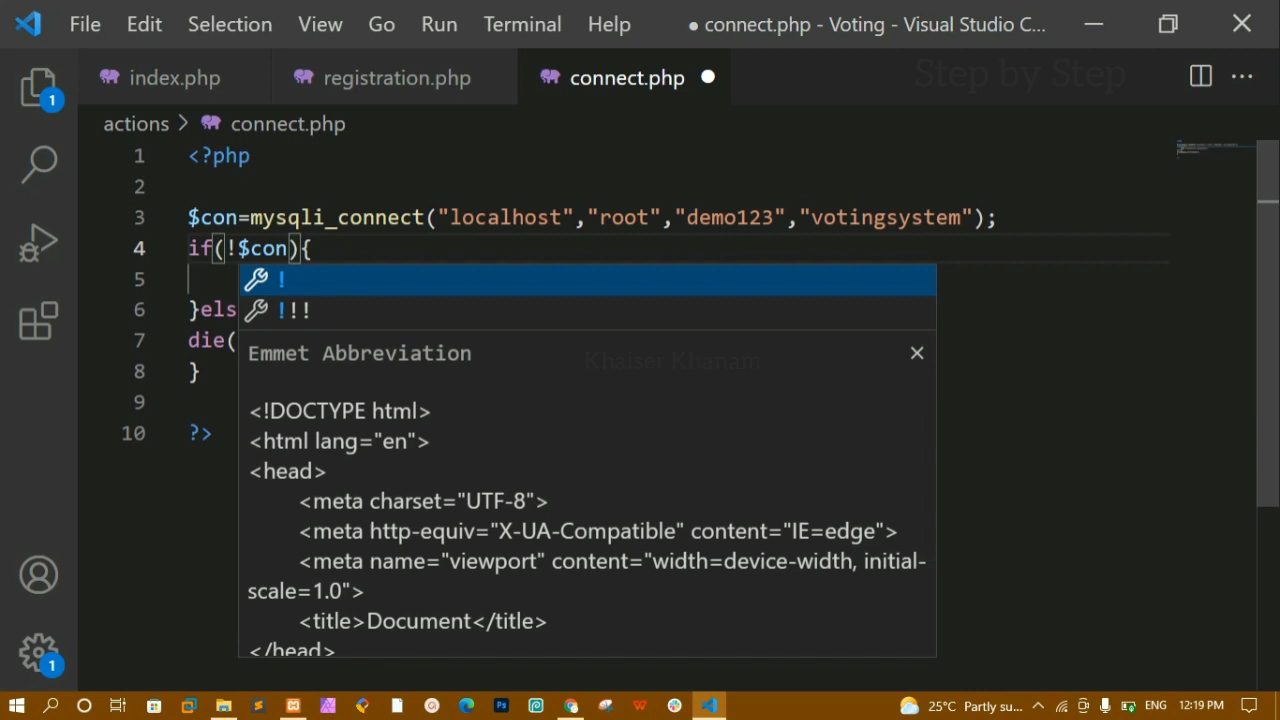 File Edit Selection View Go Run Terminal Help ● connect.php - Voting - Visual Studio C...
index.php registration.php connect.php
Step by Step
actions > connect.php
1 <?php
2
3 $con=mysqli_connect("localhost","root","demo123","votingsystem");
4 if(!$con){
5
!
6 }els
!!!
7 die(
Emmet Abbreviation
Khaiser Khanam
8 }
9
<!DOCTYPE html>
10 ?>
<html lang="en">
<head>
<meta charset="UTF-8">
<meta http-equiv="X-UA-Compatible" content="IE=edge">
<meta name="viewport" content="width=device-width, initial-
scale=1.0">
<title>Document</title>
</head>
1
1
25°C Partly su... ENG 12:19 PM